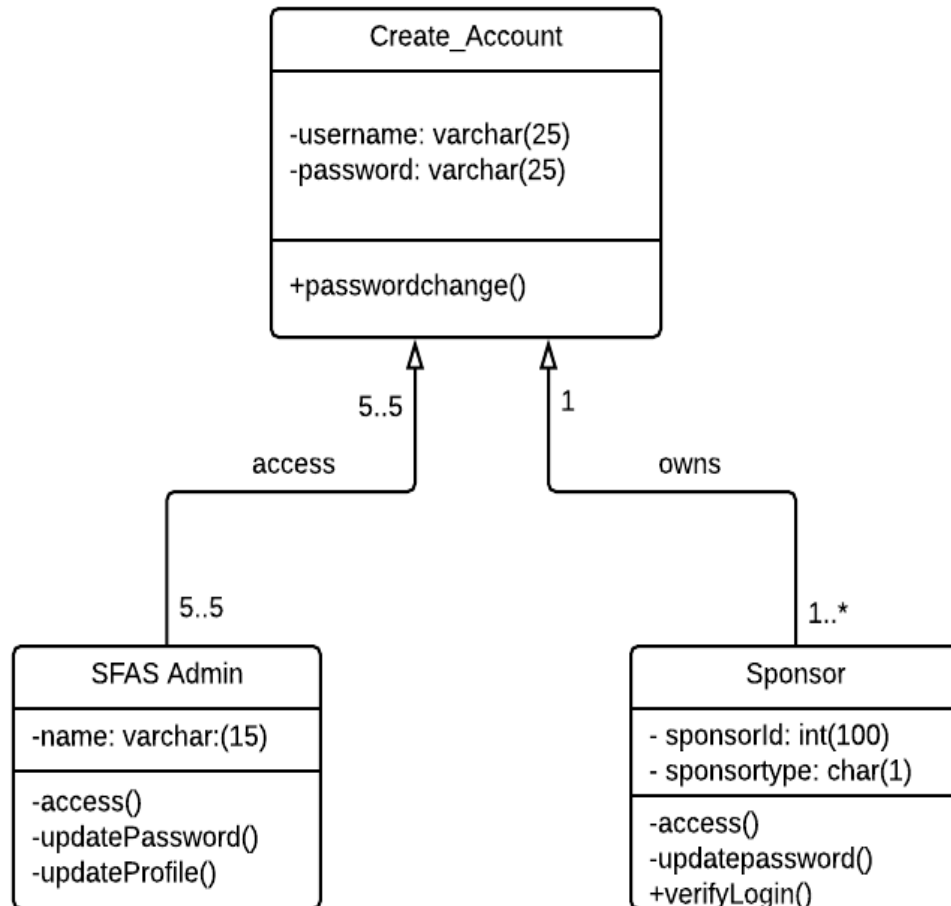 Create_Account
-username: varchar(25)
-password: varchar(25)
+passwordchange()
5..5
1
access
owns
5..5
1..*
SFAS Admin
-name: varchar:(15)
-access()
-updatePassword()
-updateProfile()
Sponsor
- sponsorId: int(100)
- sponsortype: char(1)
-access()
-updatepassword()
+verifyLogin()